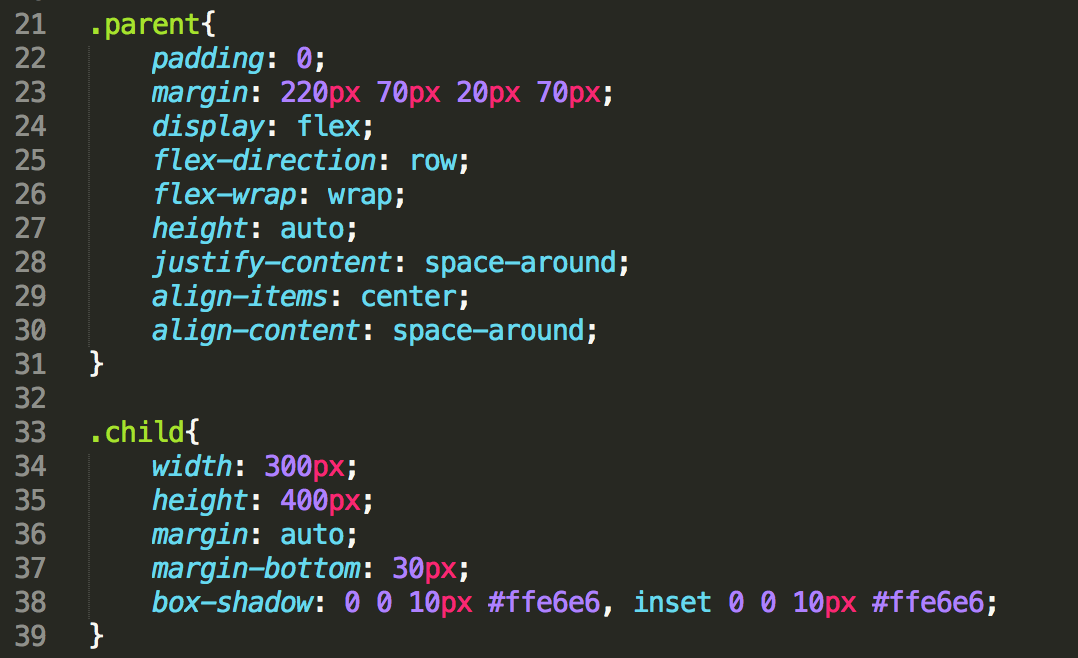 21 .parent{
22 padding: 0;
23 margin: 220px 70px 20px 70px;
24 display: flex;
25 flex-direction: row;
26 flex-wrap: wrap;
27 height: auto;
28 justify-content: space-around;
29 align-items: center;
30 align-content: space-around;
31 }
32
33 .child{
34 width: 300px;
35 height: 400px;
36 margin: auto;
37 margin-bottom: 30px;
38 box-shadow: 0 0 10px #ffe6e6, inset 0 0 10px #ffe6e6;
39 }